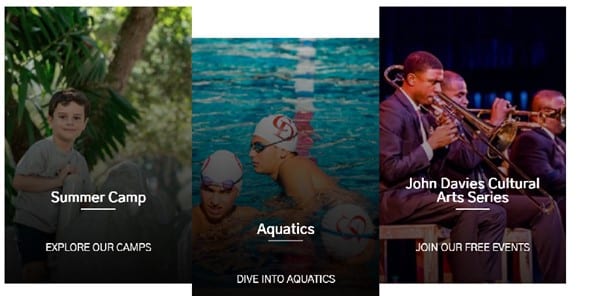 Summer Camp
EXPLORE OUR CAMPS
Aquatics
DIVE INTO AQUATICS
John Davies Cultural
Arts Series
JOIN OUR FREE EVENTS